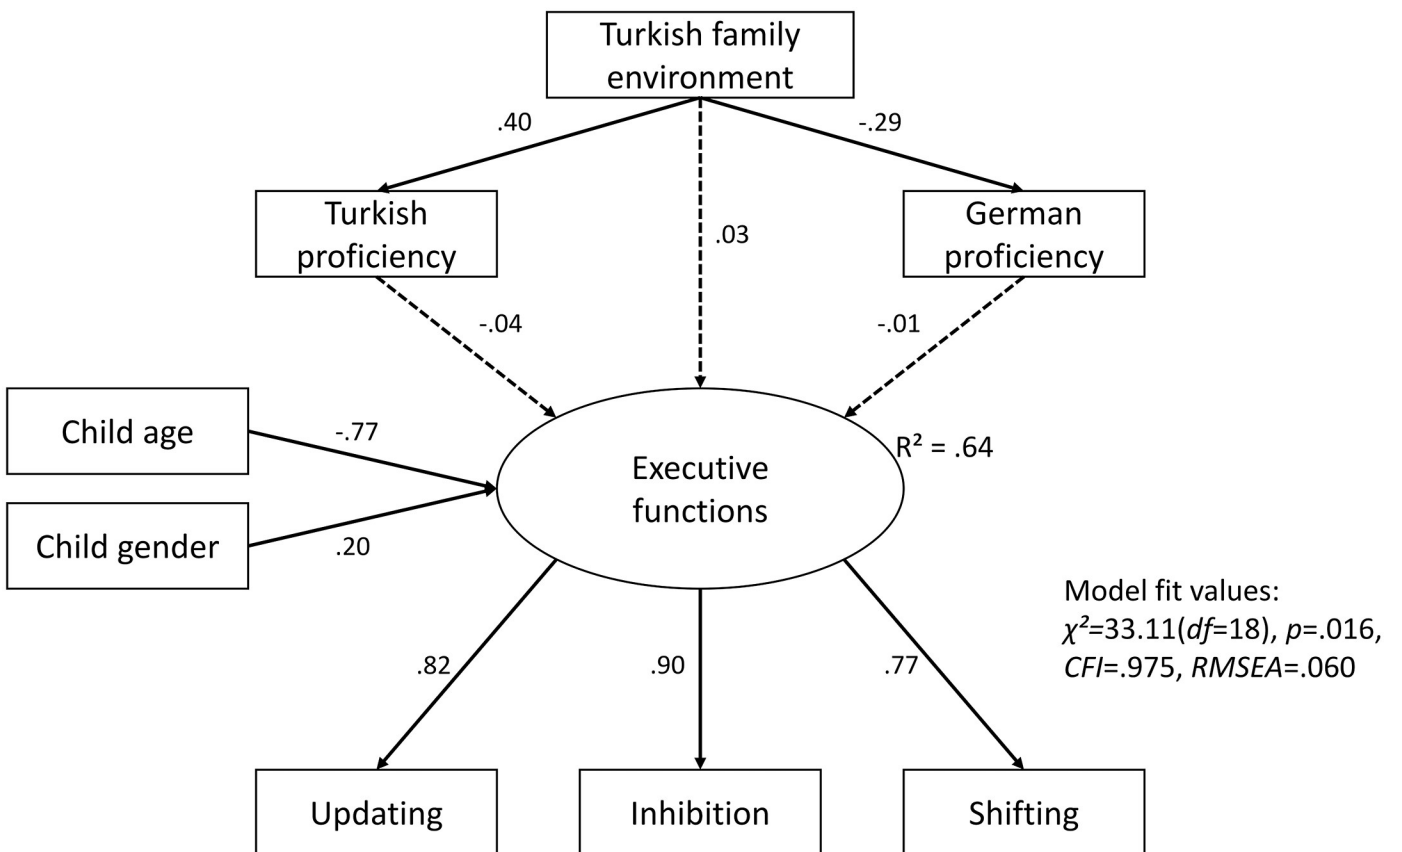 Turkish family
environment
.40
-.29
Turkish
proficiency
.03
German
proficiency
-.04
-.01
Child age
-.77
R² = .64
Executive
functions
Child gender
.20
Model fit values:
χ²=33.11(df=18), p=.016,
CFI=.975, RMSEA=.060
.82
.90
.77
Updating
Inhibition
Shifting